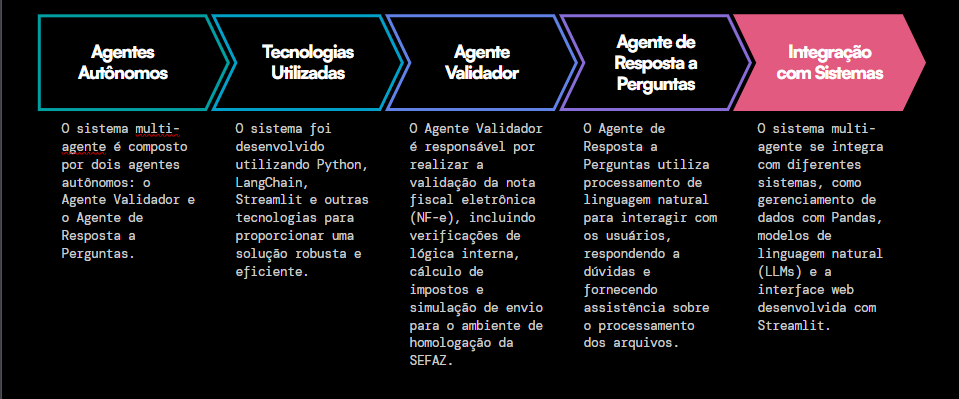 Agentes
Autônomos
O sistema multi-
agente é composto
por dois agentes
autônomos: o
Agente Validador e
o Agente de
Resposta a
Perguntas.
Tecnologias
Utilizadas
O sistema foi
desenvolvido
utilizando Python,
LangChain,
Streamlit e outras
tecnologias para
proporcionar uma
solução robusta e
eficiente.
Agente
Validador
O Agente Validador
é responsável por
realizar a
validação da nota
fiscal eletrônica
(NF-e), incluindo
verificações de
lógica interna,
cálculo de
impostos e
simulação de envio
para o ambiente de
homologação da
SEFAZ.
Agente de
Resposta a
Perguntas
O Agente de
Resposta a
Perguntas utiliza
processamento de
linguagem natural
para interagir com
os usuários,
respondendo a
dúvidas e
fornecendo
assistência sobre
o processamento
dos arquivos.
Integração
com Sistemas
O sistema multi-
agente se integra
com diferentes
sistemas, como
gerenciamento de
dados com Pandas,
modelos de
linguagem natural
(LLMs) e a
interface web
desenvolvida com
Streamlit.